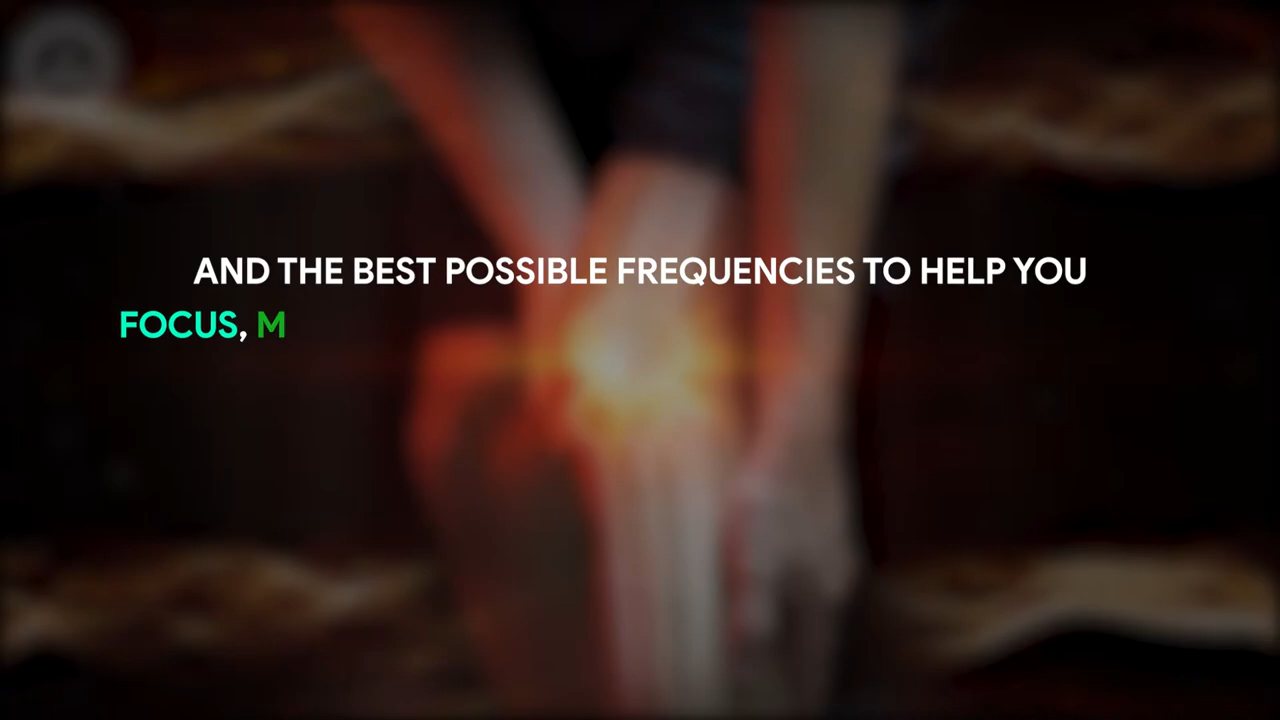 AND THE BEST POSSIBLE FREQUENCIES TO HELP YOU
FOCUS, M